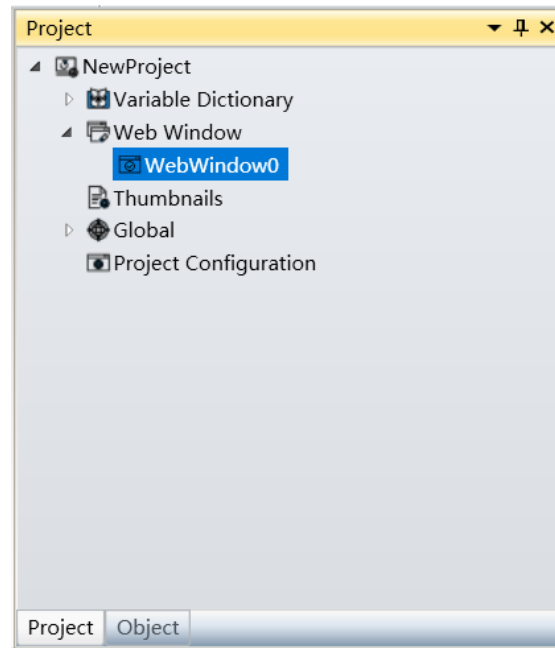 Project
NewProject
Variable Dictionary
Web Window
WebWindow0
Thumbnails
Global
Project Configuration
Project Object